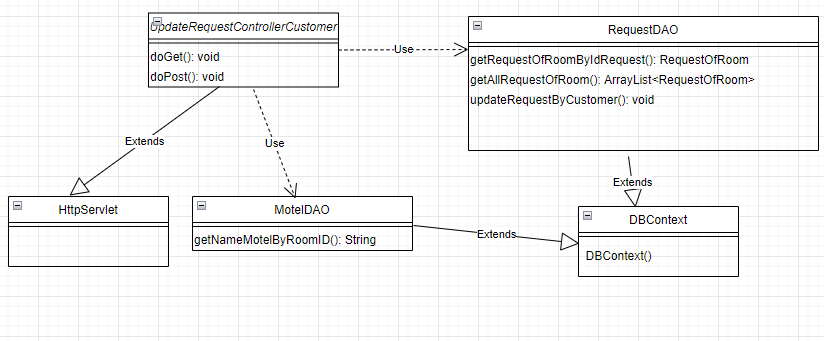 UpdateRequestControllerCustomer
doGet(): void
doPost(): void
Use
RequestDAO
getRequestOfRoomByIdRequest(): RequestOfRoom
getAllRequestOfRoom(): ArrayList<RequestOfRoom>
updateRequestByCustomer(): void
Extends
Use
Extends
HttpServlet
MotelDAO
getNameMotelByRoomID(): String
Extends
DBContext
DBContext()